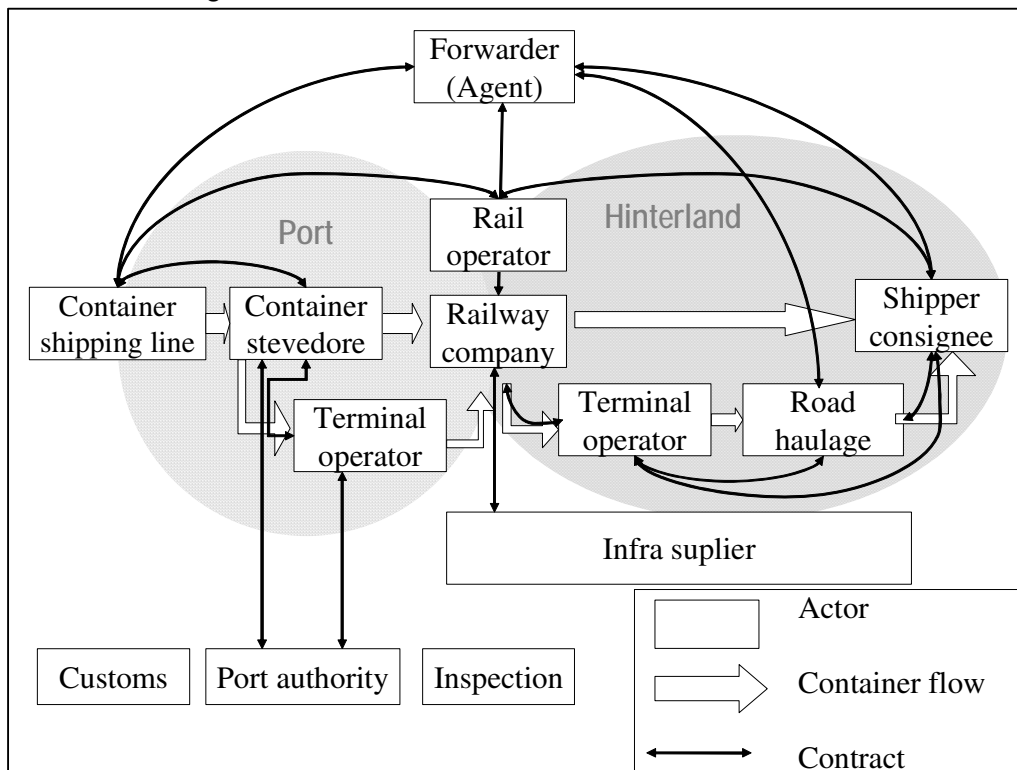 Forwarder
(Agent)
Port
Hinterland
Rail
operator
Container
shipping line
Container
stevedore
Railway
company
Shipper
consignee
Terminal
operator
Terminal
operator
Road
haulage
Infra suplier
Customs
Port authority
Inspection
Actor
Container flow
Contract